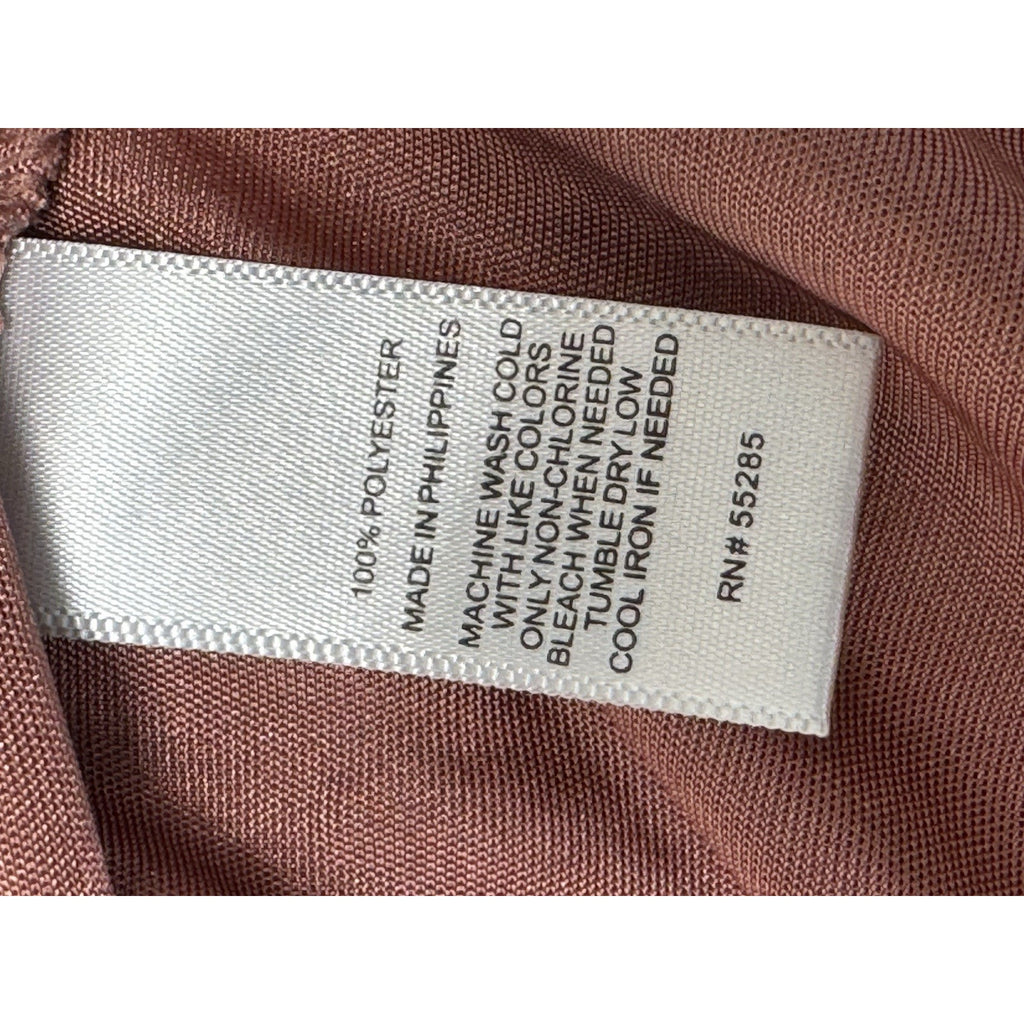 100% POLYESTER
MADE IN PHILIPPINES
MACHINE WASH COLD
WITH LIKE COLORS
ONLY NON-CHLORINE
BLEACH WHEN NEEDED
TUMBLE DRY LOW
COOL IRON IF NEEDED
RN# 55285